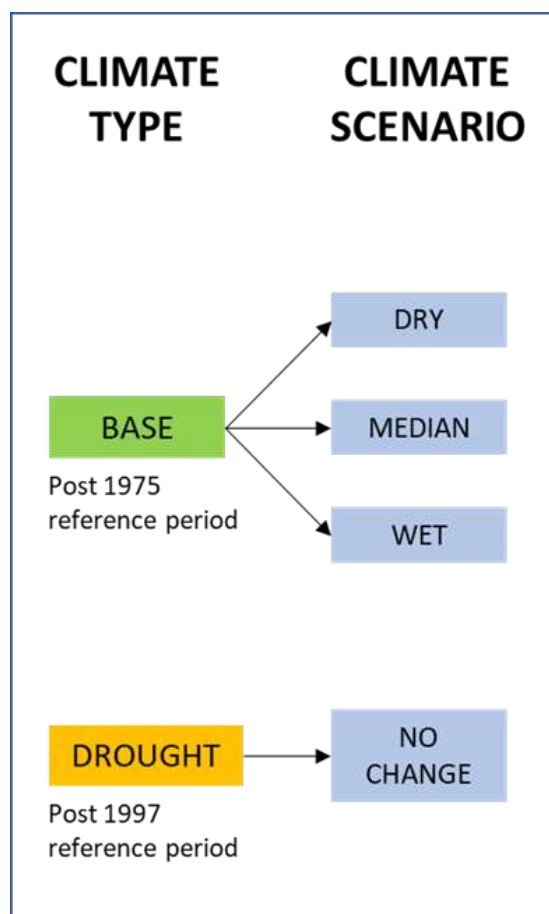 CLIMATE
TYPE
CLIMATE
SCENARIO
DRY
BASE
MEDIAN
Post 1975
reference period
WET
DROUGHT
NO
CHANGE
Post 1997
reference period